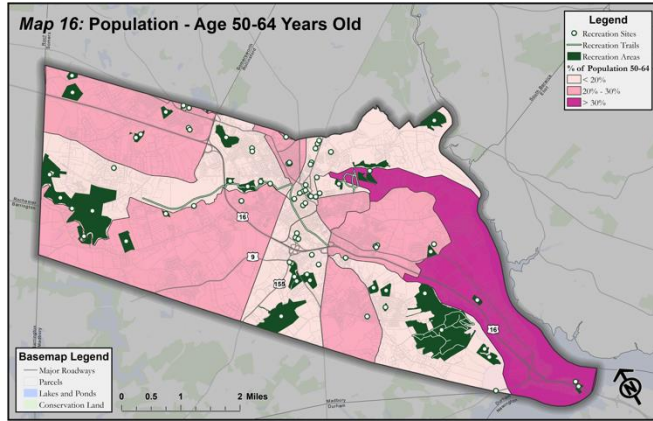 Map 16: Population - Age 50-64 Years Old
Legend
Recreation Sites
Recreation Trails
Recreation Areas
% of Population 50-64
< 20%
20% - 30%
> 30%
16
9
155
16
Basemap Legend
Major Roadways
Parcels
Lakes and Ponds
Conservation Land
0 0.5 1 2 Miles
Madbury
Durham
N